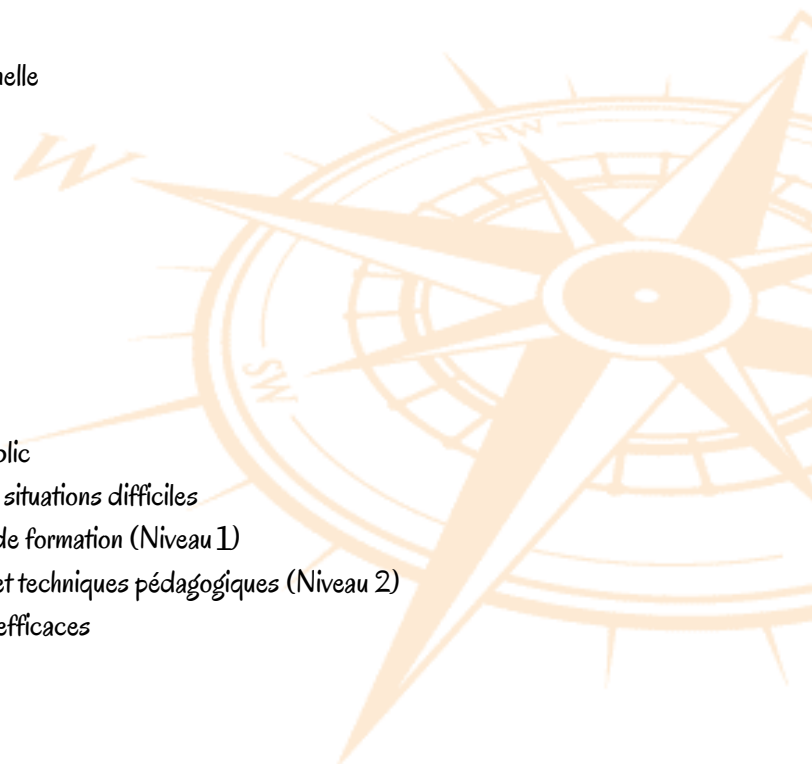 nelle
W
NW
SW
blic
situations difficiles
de formation (Niveau 1)
et techniques pédagogiques (Niveau 2)
efficaces